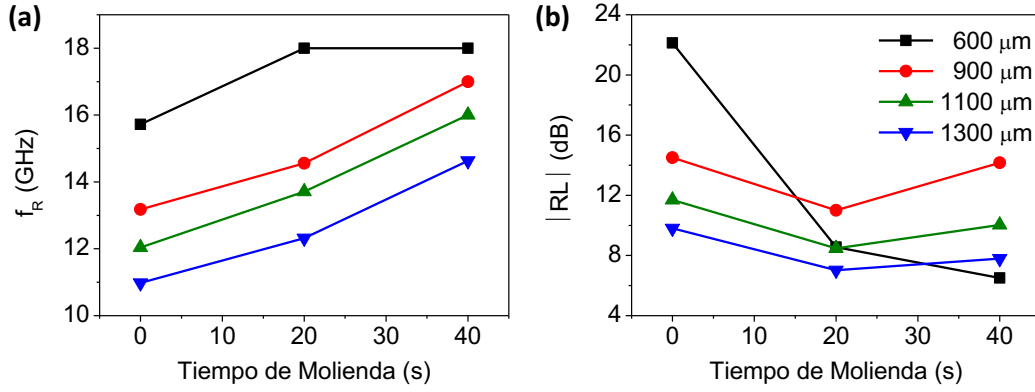 (a)
18
16
14
12
10
f_R (GHz)
0 10 20 30 40
Tiempo de Molienda (s)
(b)
24
20
16
12
8
4
|RL| (dB)
600 μm
900 μm
1100 μm
1300 μm
0 10 20 30 40
Tiempo de Molienda (s)